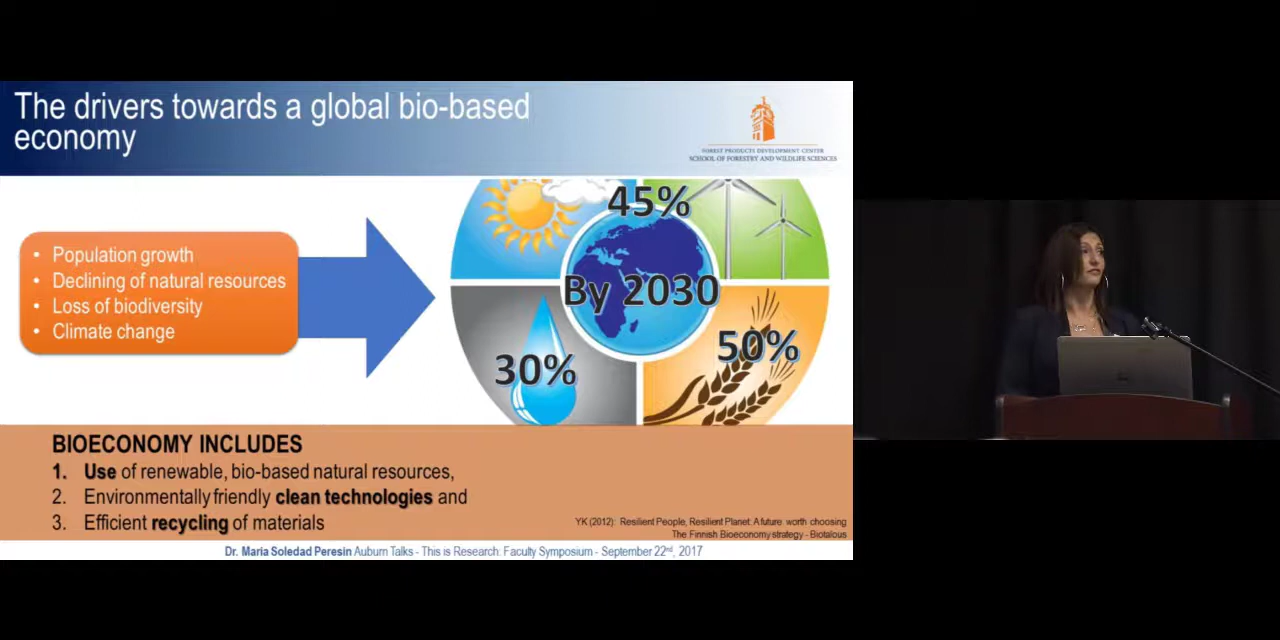 The drivers towards a global bio-based
economy
FOREST PRODUCTS DEVELOPMENT CENTER
SCHOOL OF FORESTRY AND WILDLIFE SCIENCES
• Population growth
• Declining of natural resources
• Loss of biodiversity
• Climate change
45%
By 2030
30%
50%
BIOECONOMY INCLUDES
1. Use of renewable, bio-based natural resources,
2. Environmentally friendly clean technologies and
3. Efficient recycling of materials
YK (2012): Resilient People, Resilient Planet: A future worth choosing
The Finnish Bioeconomy strategy - Biotalous
Dr. Maria Soledad Peresin Auburn Talks - This is Research: Faculty Symposium - September 22nd, 2017